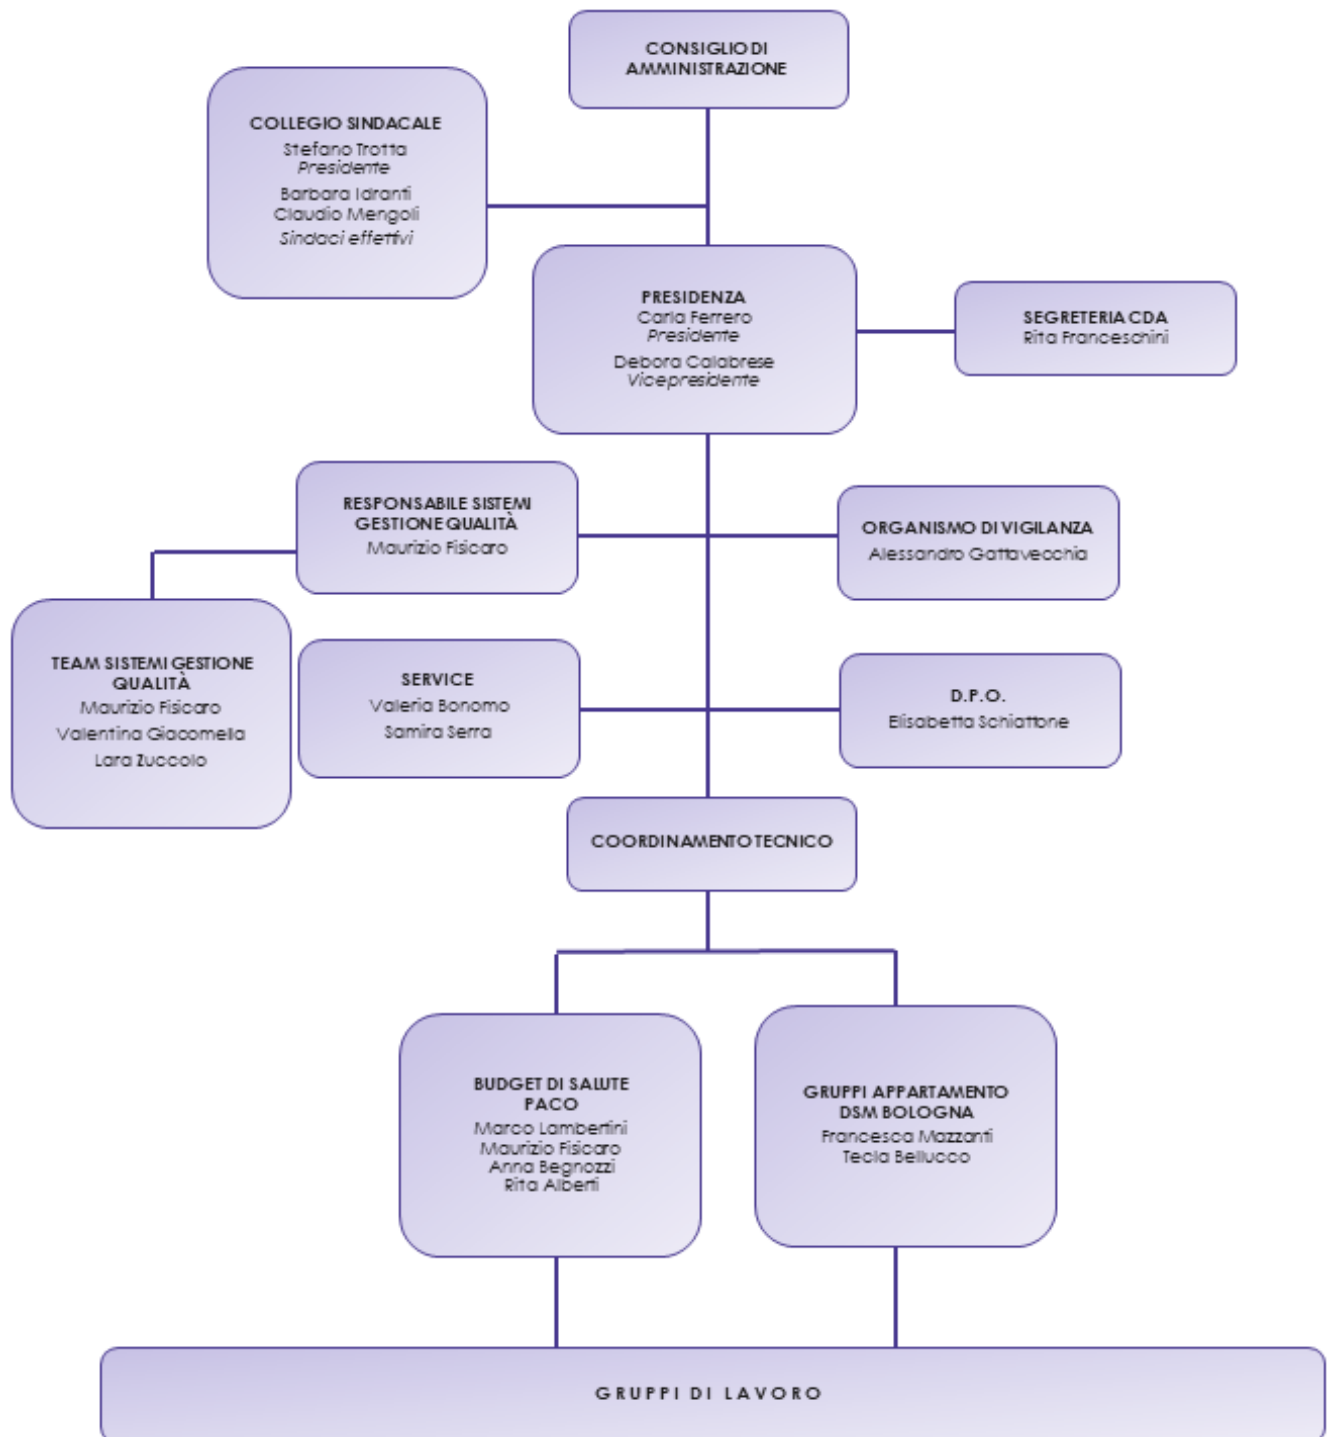 CONSIGLIO DI
AMMINISTRAZIONE
COLLEGIO SINDACALE
Stefano Trotta
Presidente
Barbara Idranti
Claudio Mengoli
Sindaci effettivi
PRESIDENZA
Carla Ferrero
Presidente
Debora Calabrese
Vicepresidente
SEGRETERIA CDA
Rita Franceschini
RESPONSABILE SISTEMI
GESTIONE QUALITÀ
Maurizio Fisicaro
ORGANISMO DI VIGILANZA
Alessandro Gattavecchia
TEAM SISTEMI GESTIONE
QUALITÀ
Maurizio Fisicaro
Valentina Giacomella
Lara Zuccolo
SERVICE
Valeria Bonomo
Samira Serra
D.P.O.
Elisabetta Schiattone
COORDINAMENTO TECNICO
BUDGET DI SALUTE
PACO
Marco Lambertini
Maurizio Fisicaro
Anna Begnozzi
Rita Alberti
GRUPPI APPARTAMENTO
DSM BOLOGNA
Francesca Mazzanti
Tecla Bellucco
GRUPPI DI LAVORO